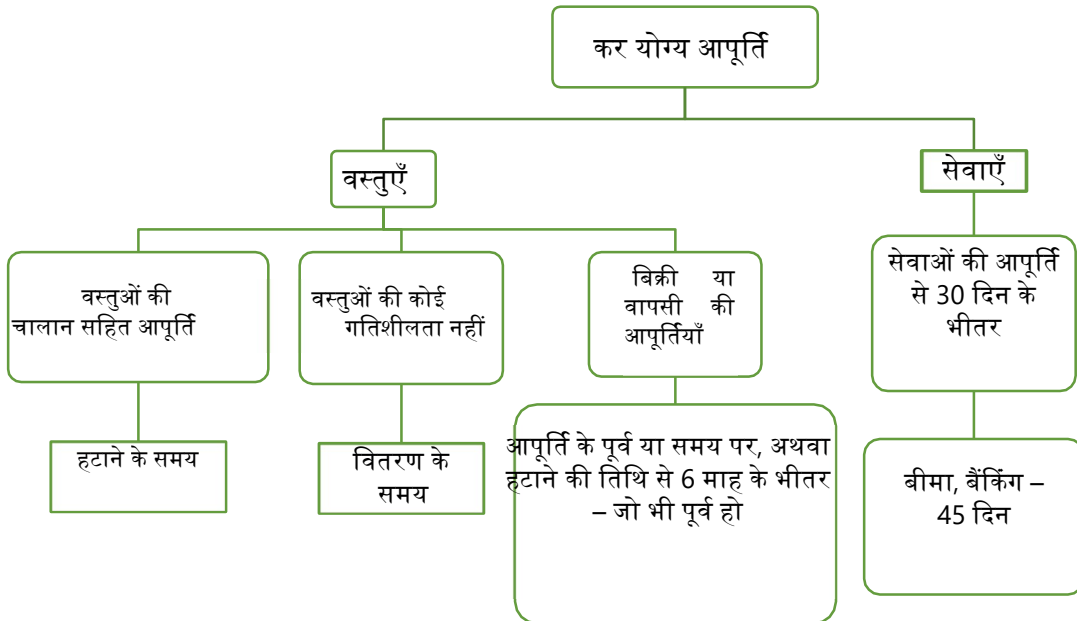 कर योग्य आपूर्ति
वस्तुएँ
सेवाएँ
वस्तुओं की
चालान सहित आपूर्ति
वस्तुओं की कोई
गतिशीलता नहीं
बिक्री या
वापसी की
आपूर्तियाँ
सेवाओं की आपूर्ति
से 30 दिन के
भीतर
हटाने के समय
वितरण के
समय
आपूर्ति के पूर्व या समय पर, अथवा
हटाने की तिथि से 6 माह के भीतर
– जो भी पूर्व हो
बीमा, बैंकिंग –
45 दिन